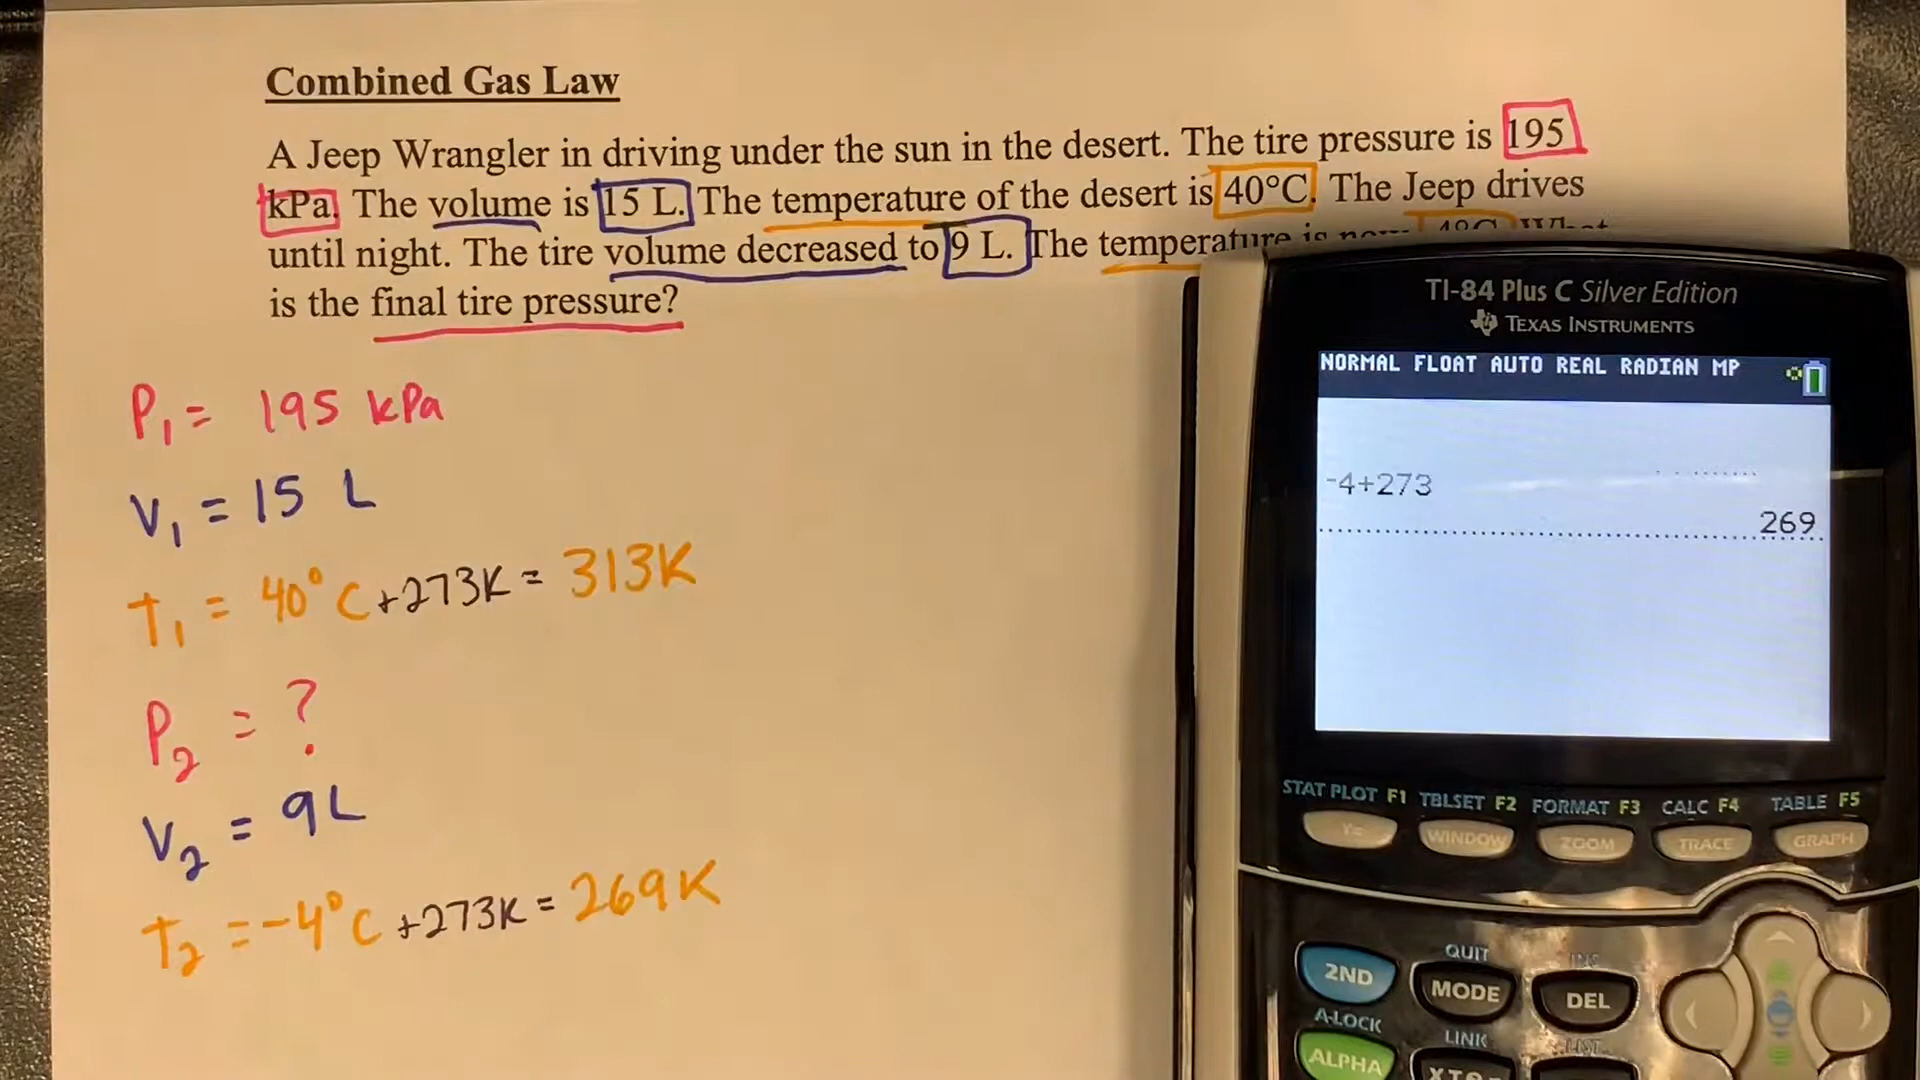 Combined Gas Law
A Jeep Wrangler in driving under the sun in the desert. The tire pressure is 195
kPa. The volume is 15 L. The temperature of the desert is 40°C. The Jeep drives
until night. The tire volume decreased to 9 L. The temperature is now
is the final tire pressure?
P₁ = 195 kPa
V₁ = 15 L
T₁ = 40°C +273K = 313K
P₂ = ?
V₂ = 9L
T₂ = -4°C +273K = 269K
TI-84 Plus C Silver Edition
TEXAS INSTRUMENTS
NORMAL FLOAT AUTO REAL RADIAN MP
-4+273
269
STAT PLOT F1 TBLSET F2 FORMAT F3 CALC F4 TABLE F5
Y= WINDOW ZOOM TRACE GRAPH
QUIT INS
2ND MODE DEL
A-LOCK LINK LIST
ALPHA